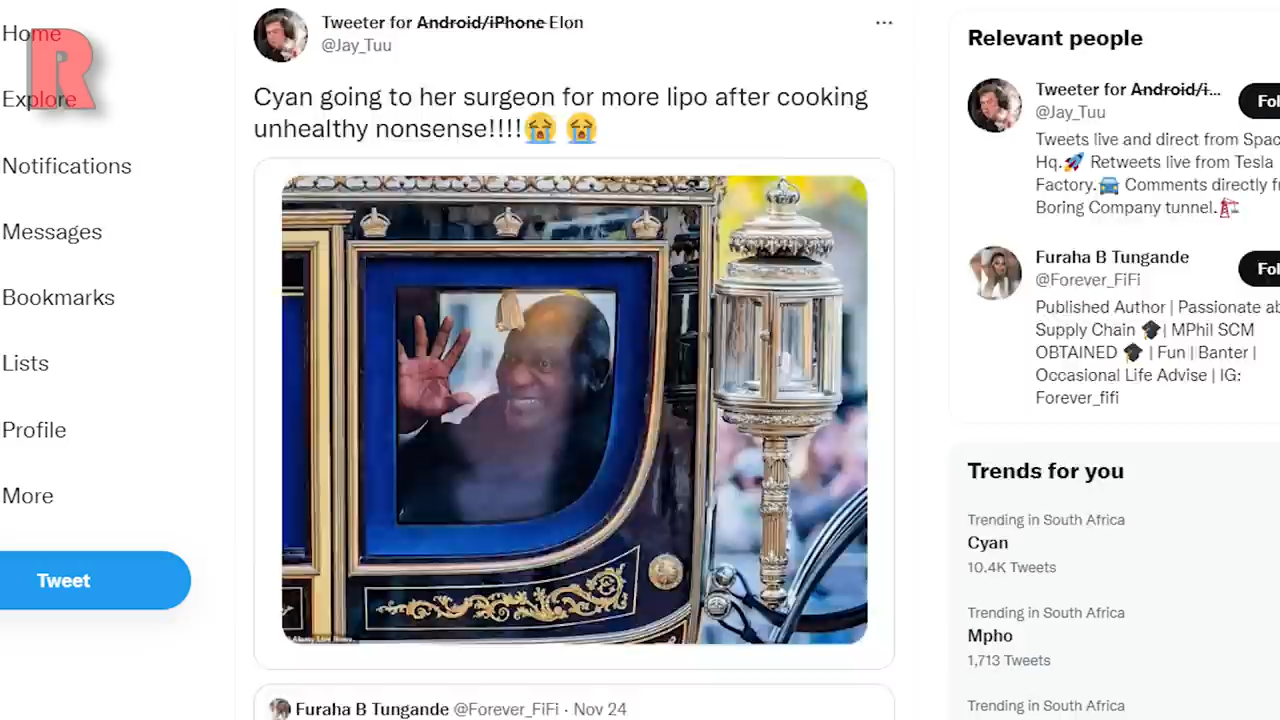 Home
R
Explore
Notifications
Messages
Bookmarks
Lists
Profile
More
Tweet
Tweeter for Android/iPhone Elon
@Jay_Tuu
Cyan going to her surgeon for more lipo after cooking
unhealthy nonsense!!!!😭 😭
Furaha B Tungande @Forever_FiFi · Nov 24
Relevant people
Tweeter for Android/i...
@Jay_Tuu
Fol
Tweets live and direct from Spac
Hq.🚀 Retweets live from Tesla
Factory.🚘 Comments directly f
Boring Company tunnel.🏗
Furaha B Tungande
@Forever_FiFi
Fol
Published Author | Passionate ab
Supply Chain 🎓| MPhil SCM
OBTAINED 🎓 | Fun | Banter |
Occasional Life Advise | IG:
Forever_fifi
Trends for you
Trending in South Africa
Cyan
10.4K Tweets
Trending in South Africa
Mpho
1,713 Tweets
Trending in South Africa